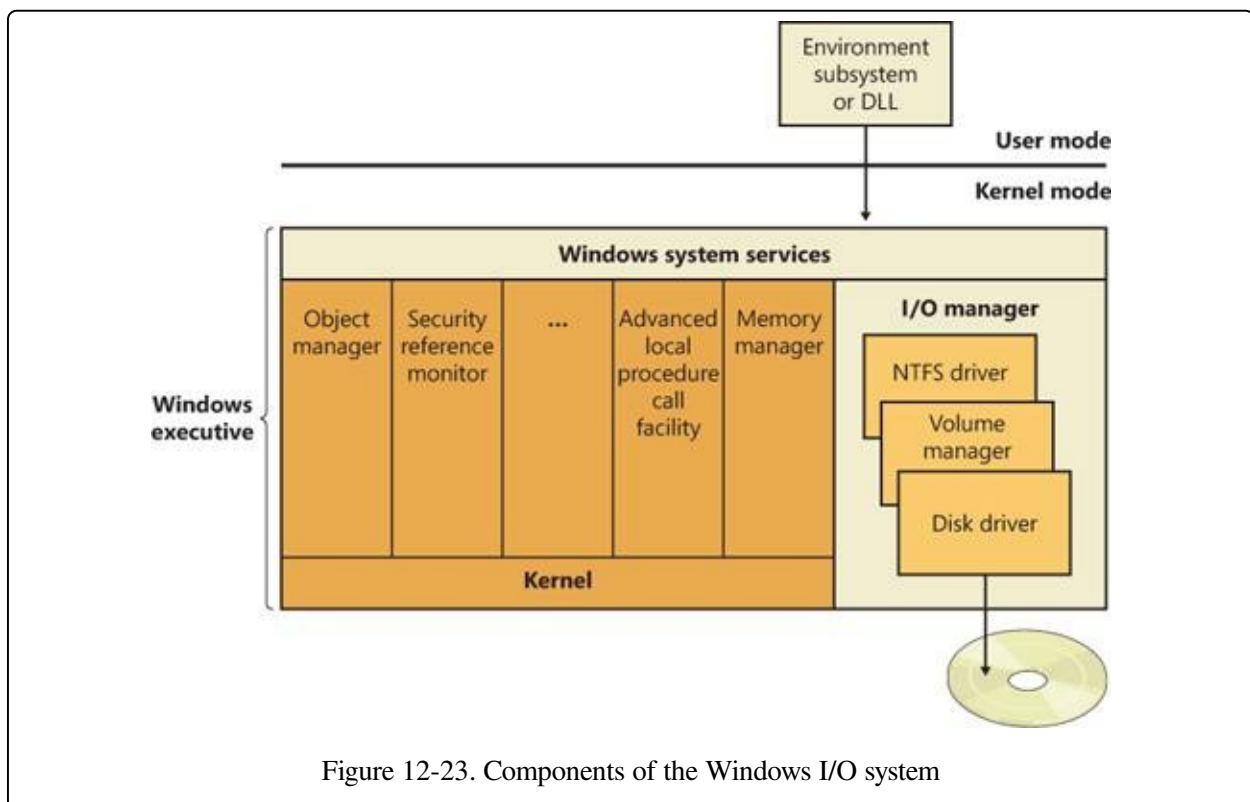 Environment
subsystem
or DLL
User mode
Kernel mode
Windows system services
Object
manager
Security
reference
monitor
...
Advanced
local
procedure
call
facility
Memory
manager
I/O manager
NTFS driver
Volume
manager
Disk driver
Windows
executive
Kernel
Figure 12-23. Components of the Windows I/O system